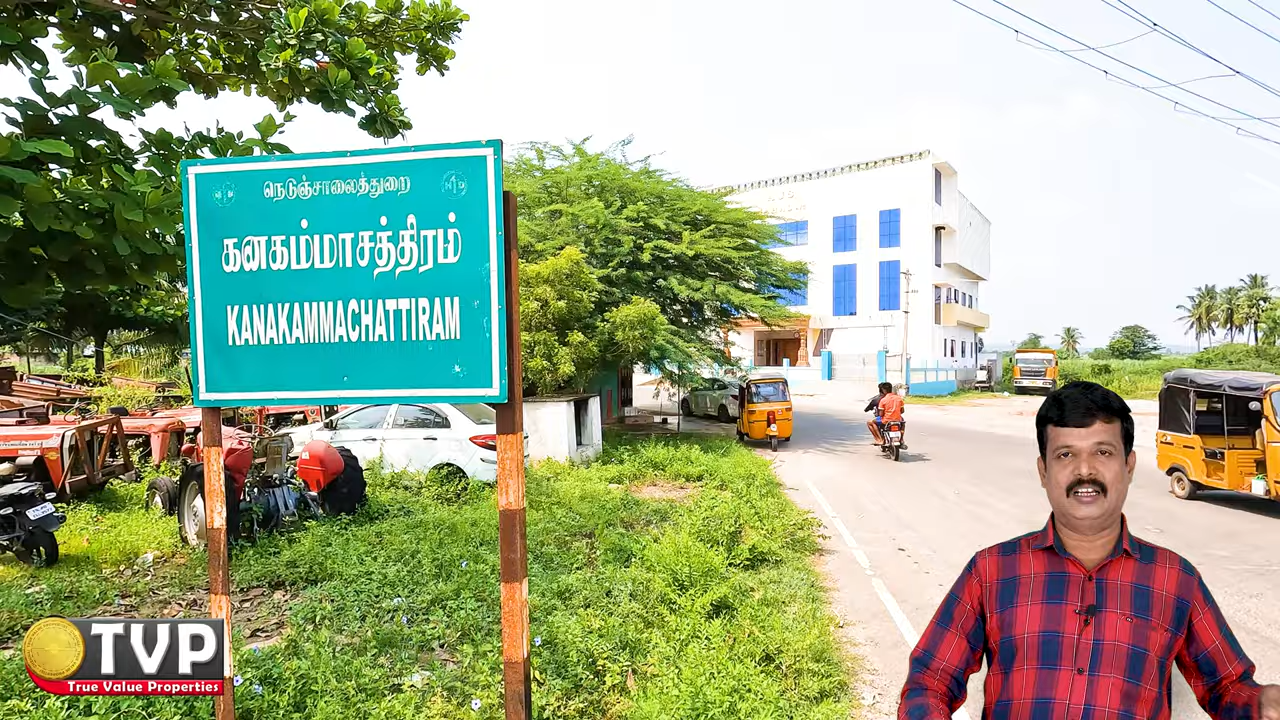 நெடுஞ்சாலைத்துறை
கனகம்மாசத்திரம்
KANAKAMMACHATTIRAM
TVP
True Value Properties